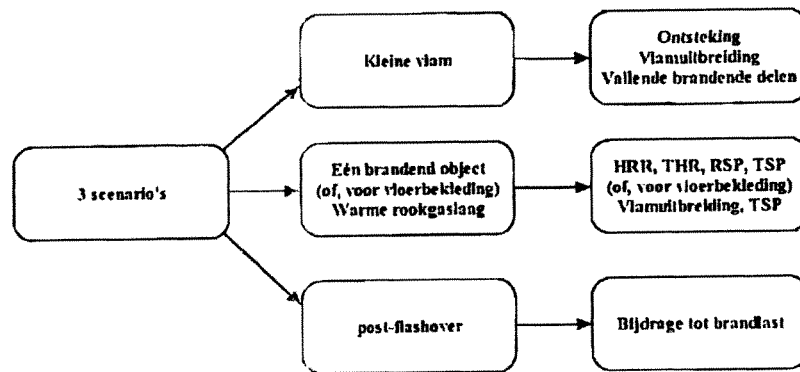 3 scenario's
Kleine vlam
Ontsteking
Vlamuitbreiding
Vallende brandende delen
Eén brandend object
(of, voor vloerbekleding)
Warme rookgaslaag
HRR, THR, RSP, TSP
(of, voor vloerbekleding)
Vlamuitbreiding, TSP
post-flashover
Bijdrage tot brandlast